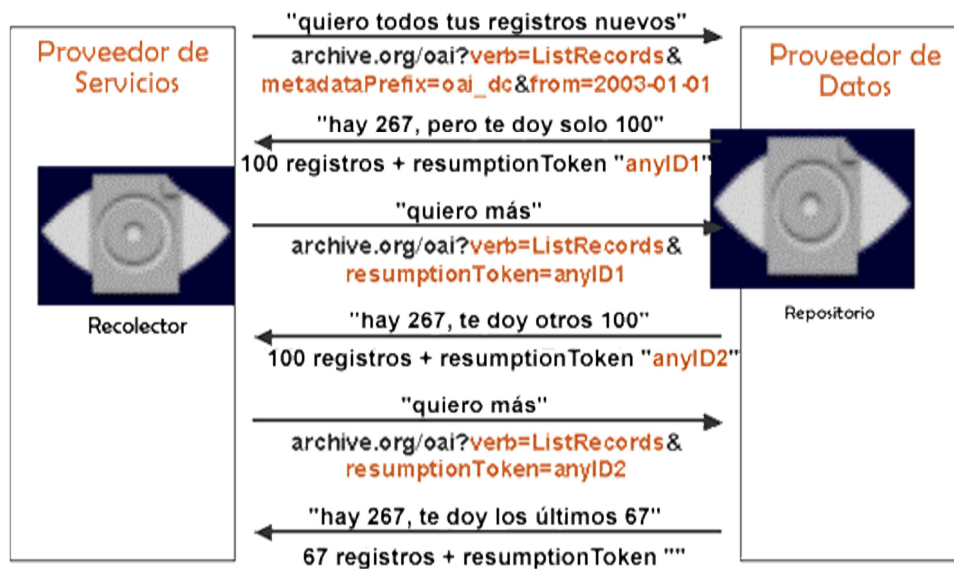 Proveedor de
Servicios
Recolector
"quiero todos tus registros nuevos"
archive.org/oai?verb=ListRecords&
metadataPrefix=oai_dc&from=2003-01-01
"hay 267, pero te doy solo 100"
100 registros + resumptionToken "anyID1"
"quiero más"
archive.org/oai?verb=ListRecords&
resumptionToken=anyID1
"hay 267, te doy otros 100"
100 registros + resumptionToken "anyID2"
"quiero más"
archive.org/oai?verb=ListRecords&
resumptionToken=anyID2
"hay 267, te doy los últimos 67"
67 registros + resumptionToken ""
Proveedor de
Datos
Repositorio